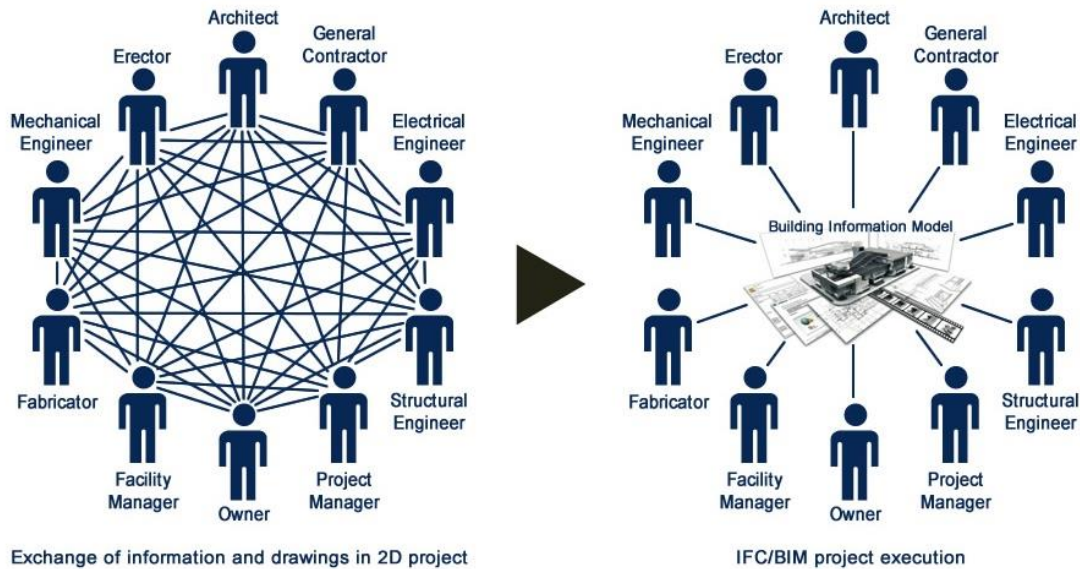 Architect
Erector
General
Contractor
Mechanical
Engineer
Electrical
Engineer
Fabricator
Structural
Engineer
Facility
Manager
Owner
Project
Manager
Exchange of information and drawings in 2D project
Architect
Erector
General
Contractor
Mechanical
Engineer
Electrical
Engineer
Building Information Model
Fabricator
Structural
Engineer
Facility
Manager
Owner
Project
Manager
IFC/BIM project execution